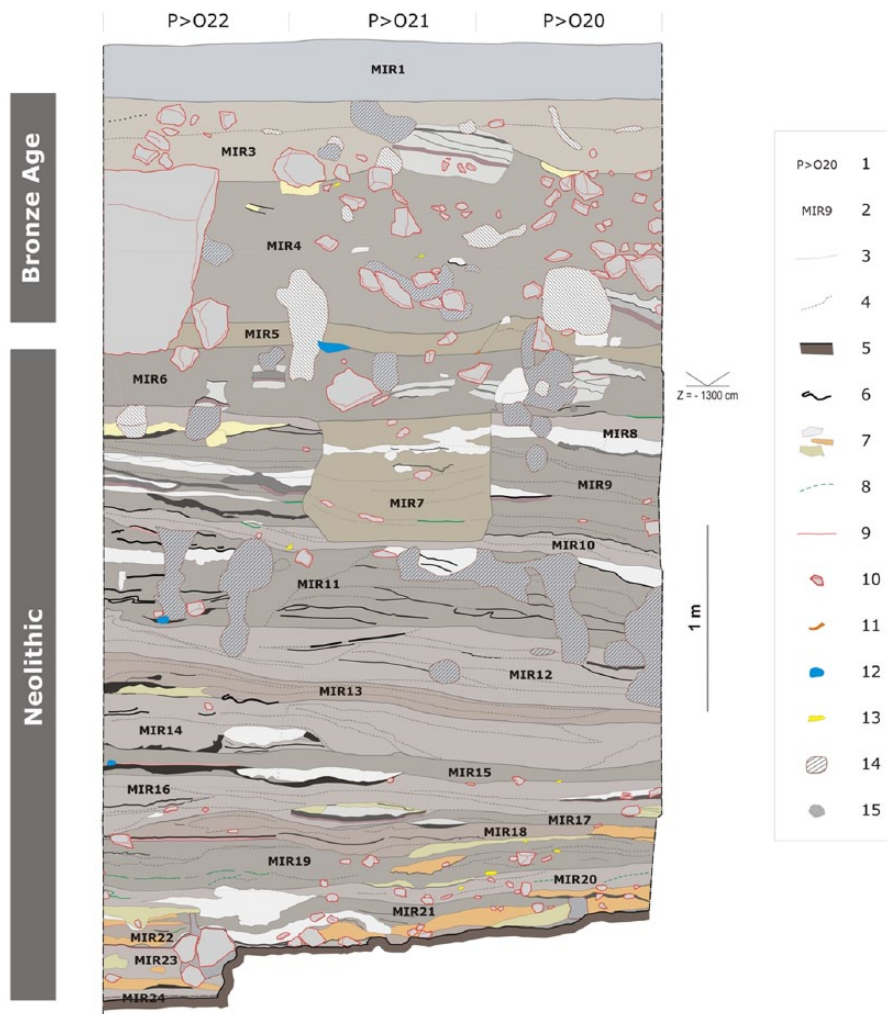 P>O22 P>O21 P>O20
Bronze Age
Neolithic
MIR1
MIR3
MIR4
MIR5
MIR6
MIR8
MIR7
MIR9
MIR10
MIR11
MIR12
MIR13
MIR14
MIR15
MIR16
MIR17
MIR18
MIR19
MIR20
MIR21
MIR22
MIR23
MIR24
Z = - 1300 cm
1 m
P>O20 1
MIR9 2
3
4
5
6
7
8
9
10
11
12
13
14
15